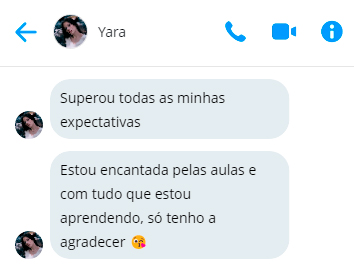 Yara
Superou todas as minhas
expectativas
Estou encantada pelas aulas e
com tudo que estou
aprendendo, só tenho a
agradecer 😘